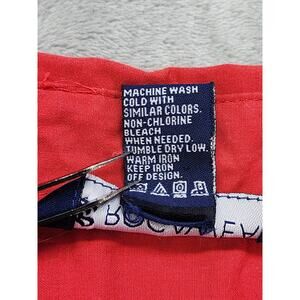 MACHINE WASH
COLD WITH
SIMILAR COLORS.
NON-CHLORINE
BLEACH
WHEN NEEDED.
TUMBLE DRY LOW.
WARM IRON
KEEP IRON
OFF DESIGN.